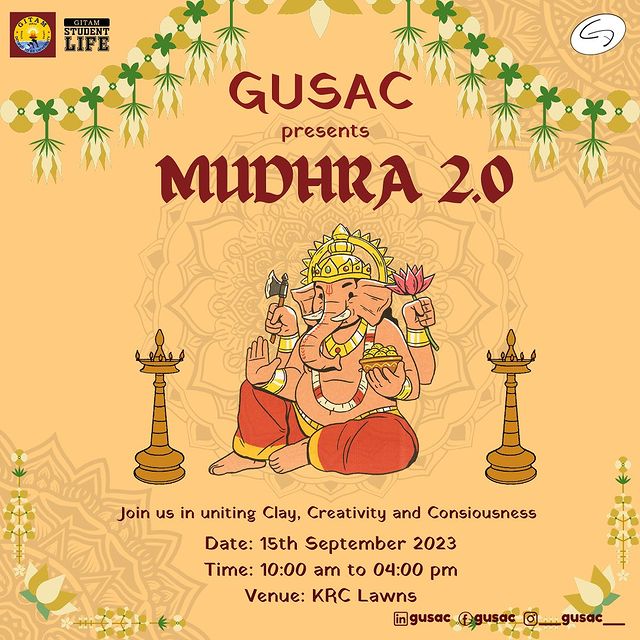 GITAM
GITAM
STUDENT
LIFE
GUSAC
presents
MUDHRA 2.0
Join us in uniting Clay, Creativity and Consiousness
Date: 15th September 2023
Time: 10:00 am to 04:00 pm
Venue: KRC Lawns
gusac gusac ___gusac___